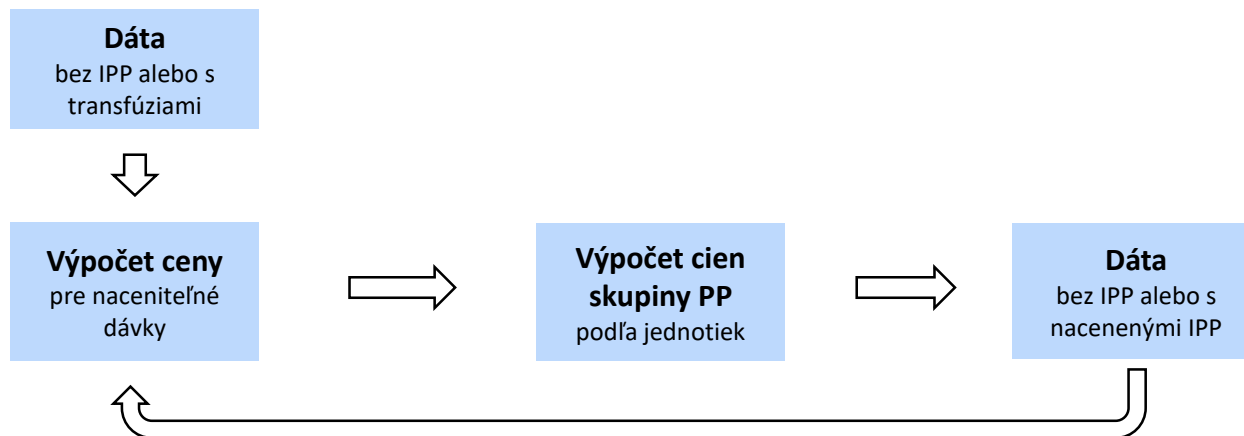 Dáta
bez IPP alebo s
transfúziami
Výpočet ceny
pre naceniteľné
dávky
Výpočet cien
skupiny PP
podľa jednotiek
Dáta
bez IPP alebo s
nacenenými IPP